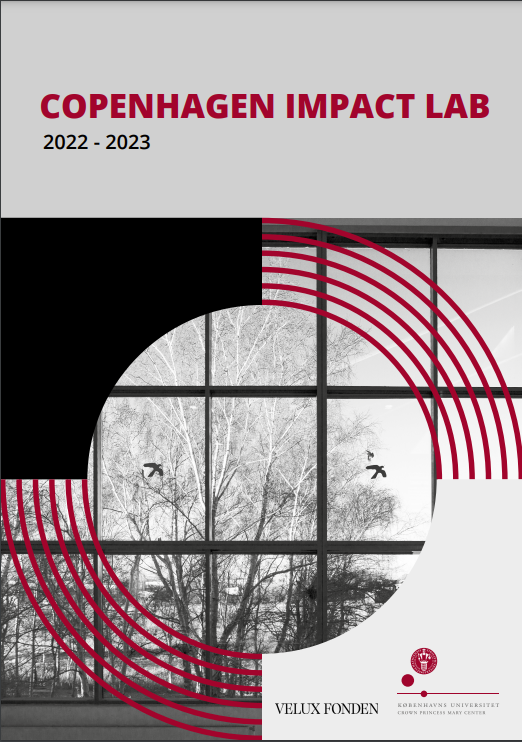 COPENHAGEN IMPACT LAB
2022 - 2023
VELUX FONDEN
KØBENHAVNS UNIVERSITET
CROWN PRINCESS MARY CENTER